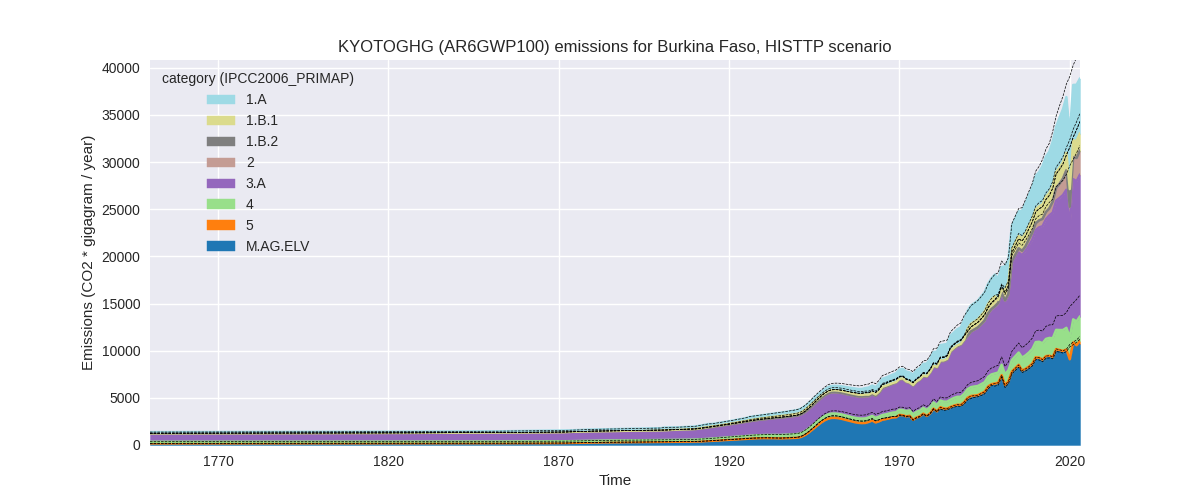 KYOTOGHG (AR6GWP100) emissions for Burkina Faso, HISTTP scenario
category (IPCC2006_PRIMAP)
1.A
1.B.1
1.B.2
2
3.A
4
5
M.AG.ELV
Emissions (CO2 * gigagram / year)
40000
35000
30000
25000
20000
15000
10000
5000
0
1770
1820
1870
1920
1970
2020
Time